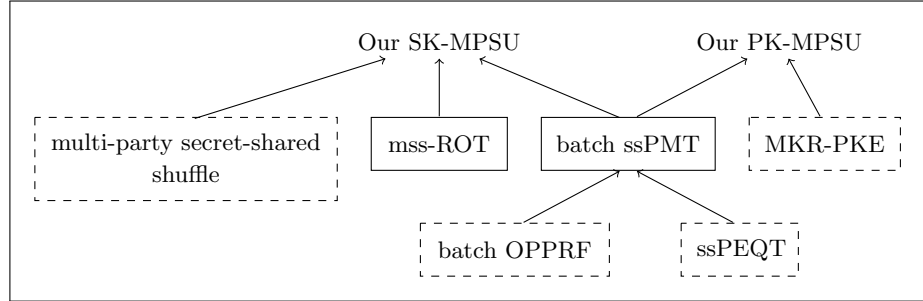 Our SK-MPSU
Our PK-MPSU
multi-party secret-shared
shuffle
mss-ROT
batch ssPMT
MKR-PKE
batch OPPRF
ssPEQT